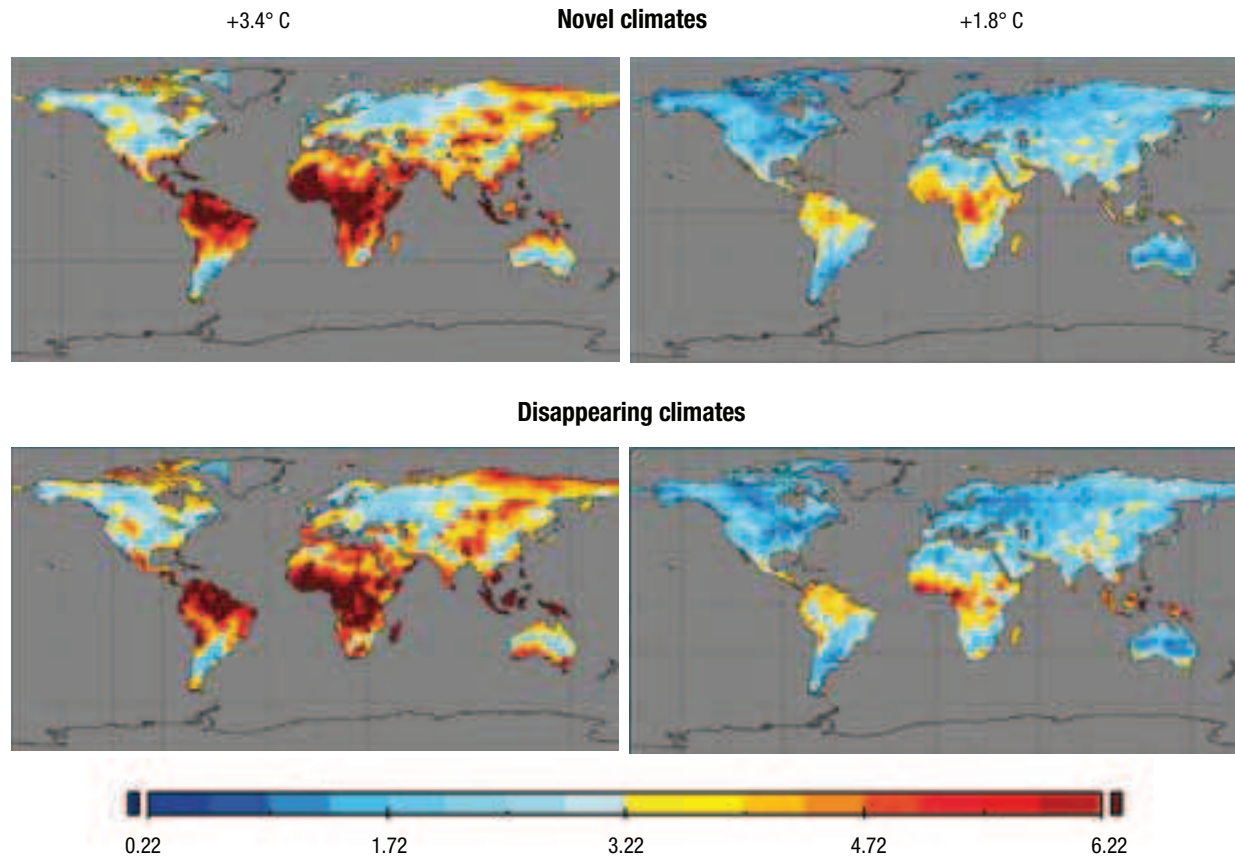 +3.4° C
Novel climates
+1.8° C
Disappearing climates
0.22 1.72 3.22 4.72 6.22